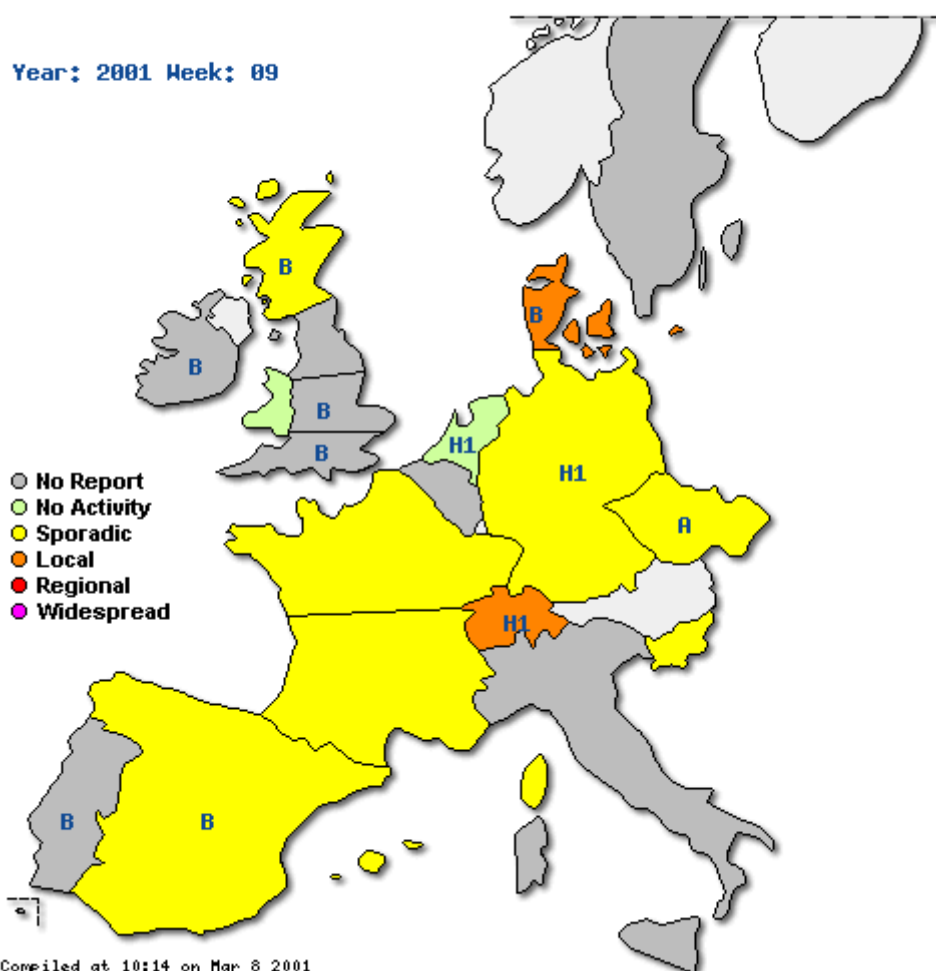 Year: 2001 Week: 09
B
B
B
B
B
H1
H1
No Report
No Activity
Sporadic
Local
Regional
Widespread
A
H1
B
B
Compiled at 10:14 on Mar 8 2001